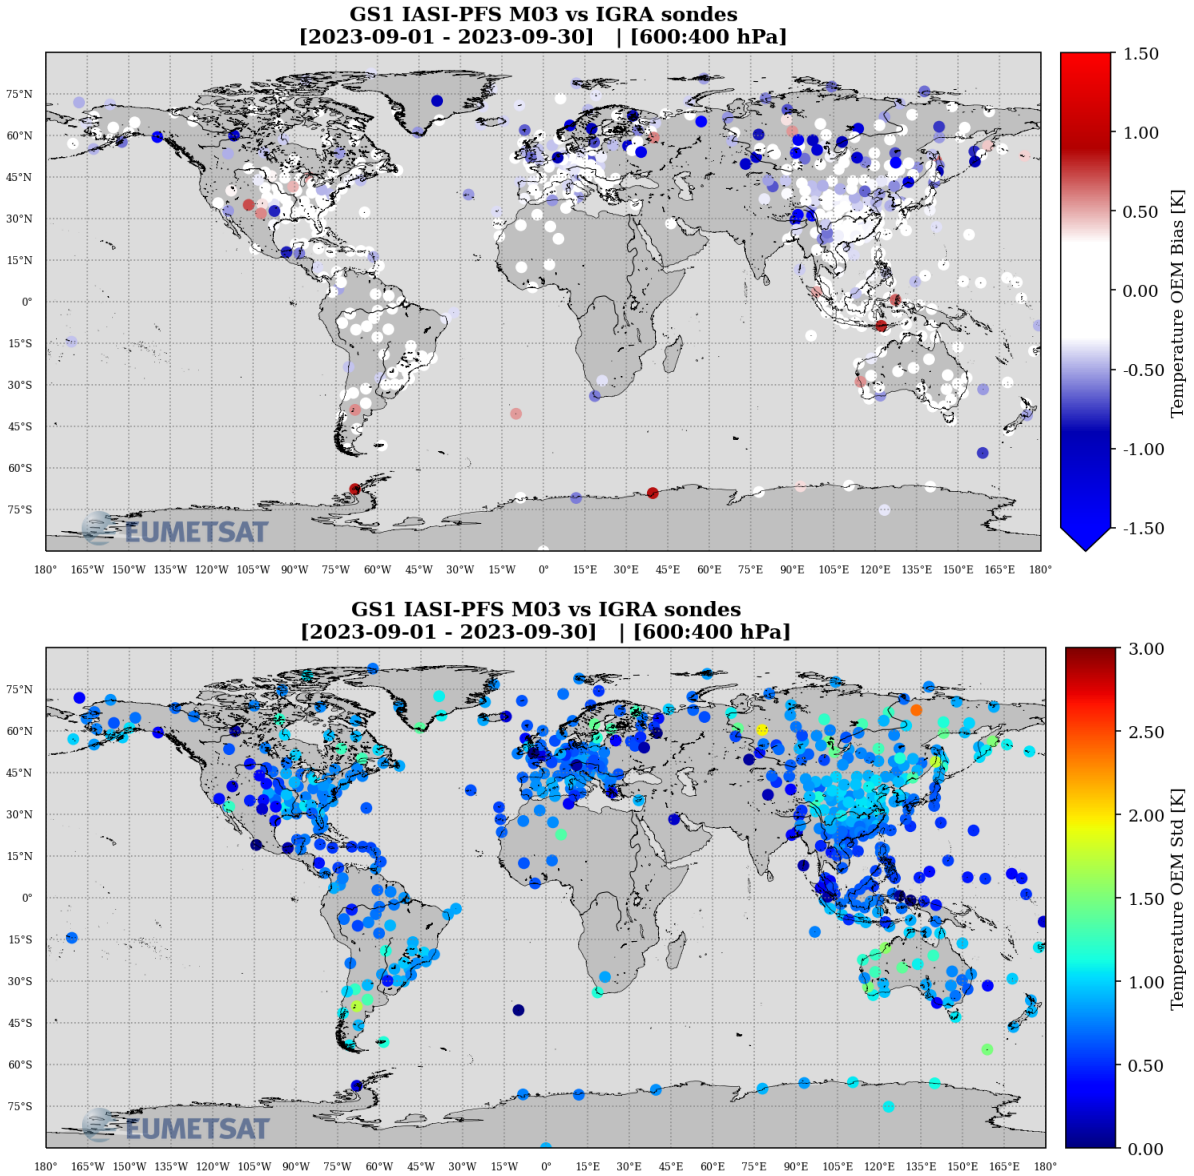 GS1 IASI-PFS M03 vs IGRA sondes
[2023-09-01 - 2023-09-30] | [600:400 hPa]
75°N
60°N
45°N
30°N
15°N
0°
15°S
30°S
45°S
60°S
75°S
EUMETSAT
180° 165°W 150°W 135°W 120°W 105°W 90°W 75°W 60°W 45°W 30°W 15°W 0° 15°E 30°E 45°E 60°E 75°E 90°E 105°E 120°E 135°E 150°E 165°E 180°
1.50
1.00
0.50
0.00
-0.50
-1.00
-1.50
Temperature OEM Bias [K]
GS1 IASI-PFS M03 vs IGRA sondes
[2023-09-01 - 2023-09-30] | [600:400 hPa]
75°N
60°N
45°N
30°N
15°N
0°
15°S
30°S
45°S
60°S
75°S
EUMETSAT
180° 165°W 150°W 135°W 120°W 105°W 90°W 75°W 60°W 45°W 30°W 15°W 0° 15°E 30°E 45°E 60°E 75°E 90°E 105°E 120°E 135°E 150°E 165°E 180°
3.00
2.50
2.00
1.50
1.00
0.50
0.00
Temperature OEM Std [K]